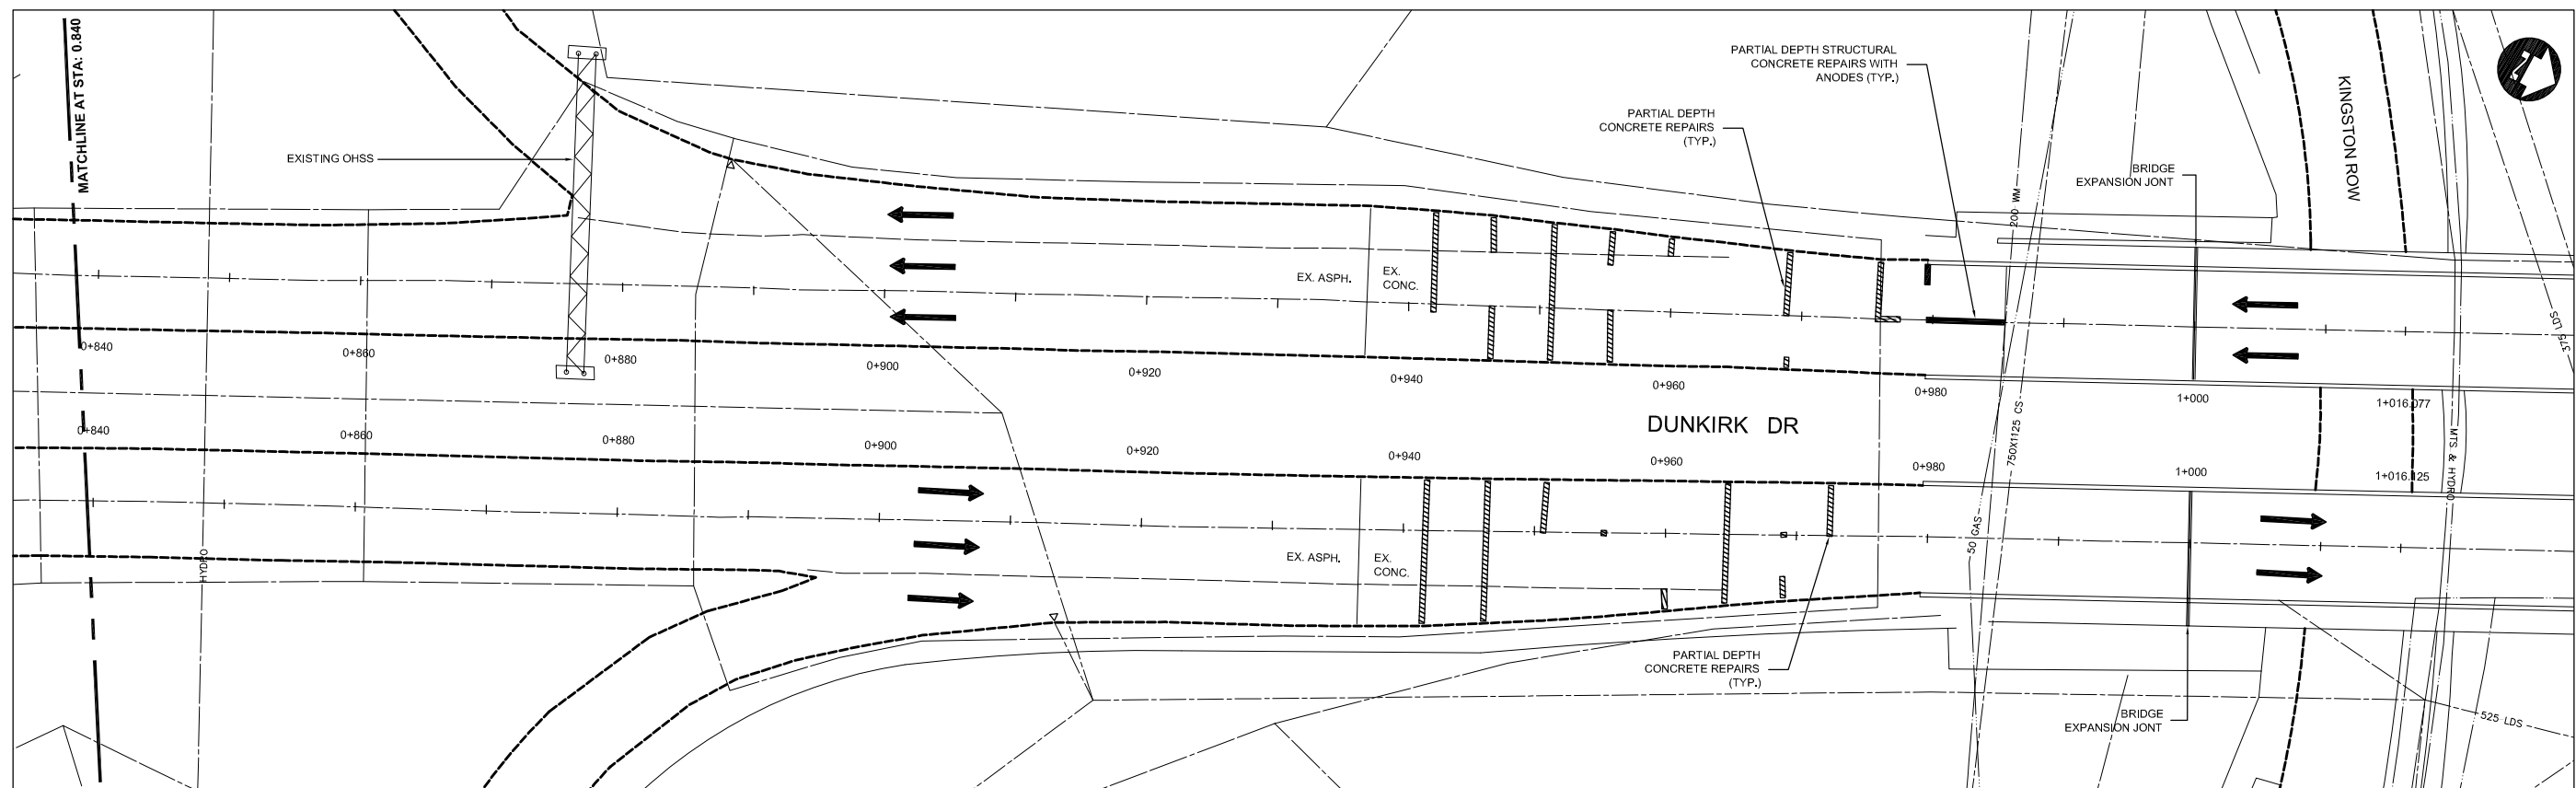 MATCHLINE AT STA: 0.840
EXISTING OHSS
PARTIAL DEPTH STRUCTURAL
CONCRETE REPAIRS WITH
ANODES (TYP.)
PARTIAL DEPTH
CONCRETE REPAIRS
(TYP.)
BRIDGE
EXPANSION JONT
KINGSTON ROW
200 WM
375 LDS
EX. ASPH.
EX.
CONC.
0+840
0+860
0+880
0+900
0+920
0+940
0+960
0+980
1+000
1+016.077
DUNKIRK DR
0+840
0+860
0+880
0+900
0+920
0+940
0+960
0+980
1+000
1+016.125
750X1125 CS
50 GAS
MTS & HYDRO
HYDRO
EX. ASPH.
EX.
CONC.
PARTIAL DEPTH
CONCRETE REPAIRS
(TYP.)
BRIDGE
EXPANSION JONT
525 LDS